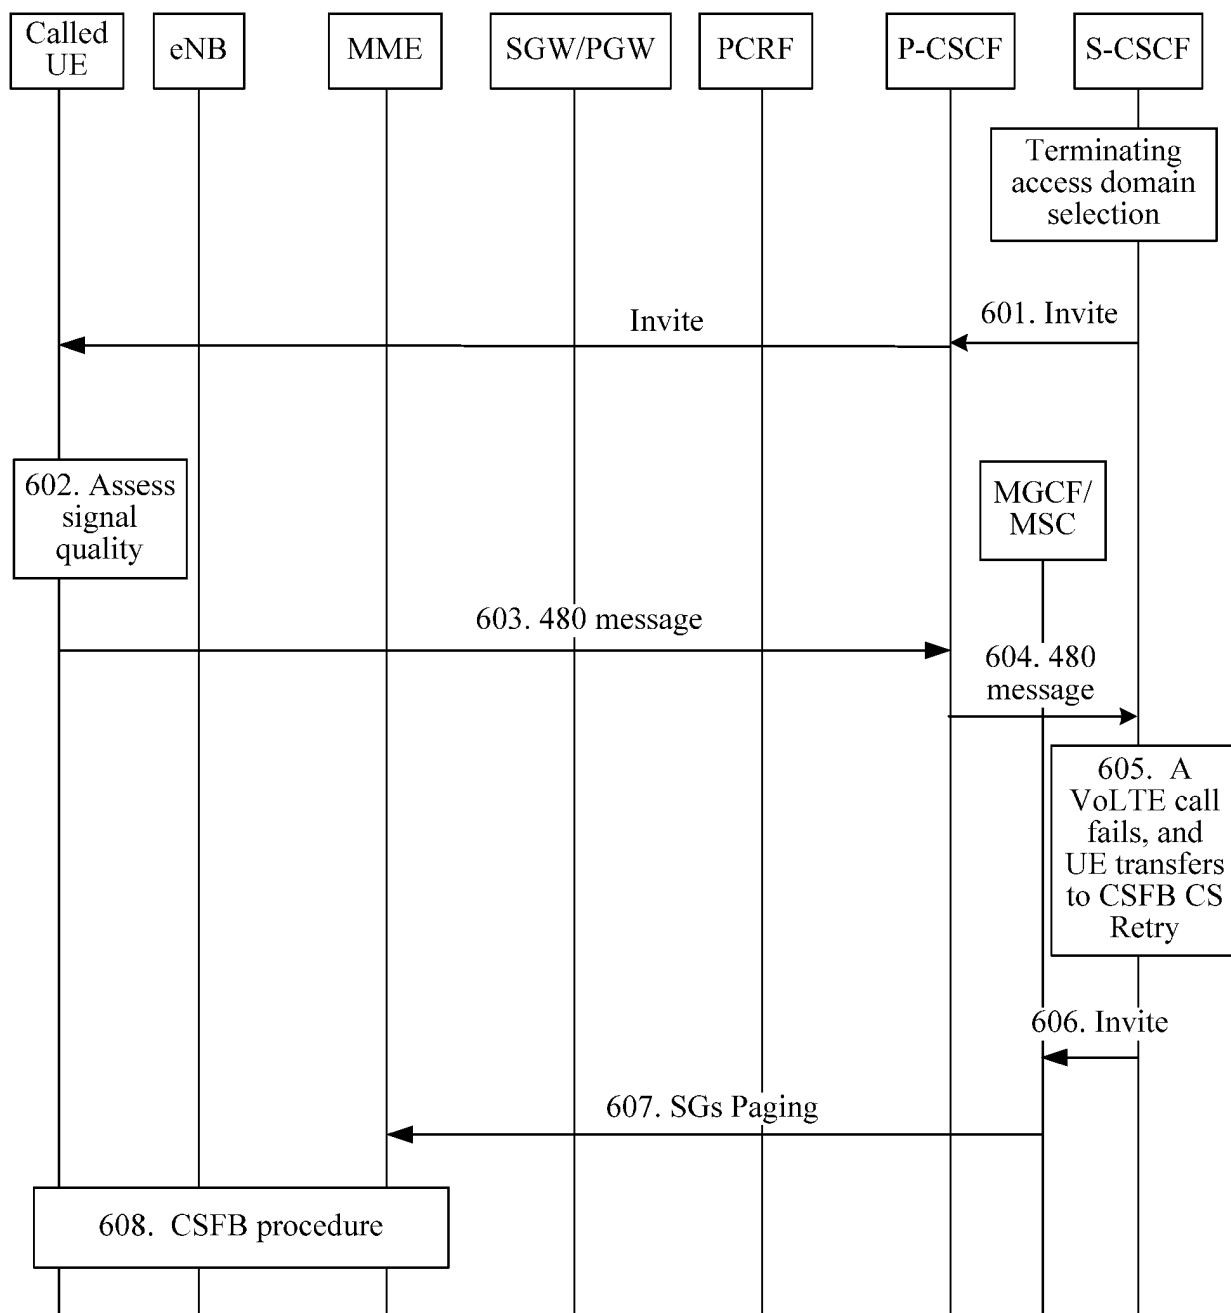 Called
UE
eNB
MME
SGW/PGW
PCRF
P-CSCF
S-CSCF
Terminating
access domain
selection
Invite
601. Invite
602. Assess
signal
quality
MGCF/
MSC
603. 480 message
604. 480
message
605. A
VoLTE call
fails, and
UE transfers
to CSFB CS
Retry
606. Invite
607. SGs Paging
608. CSFB procedure